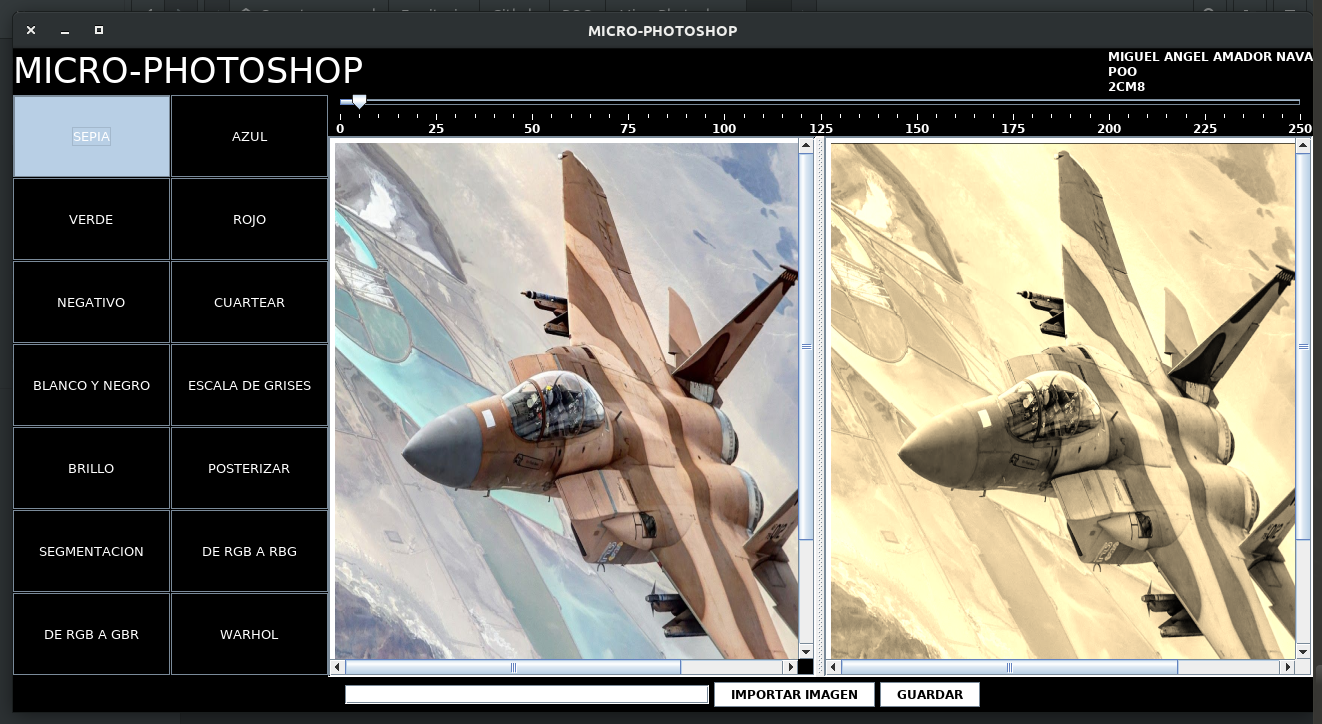 MICRO-PHOTOSHOP
MICRO-PHOTOSHOP
MIGUEL ANGEL AMADOR NAVA
POO
2CM8
0 25 50 75 100 125 150 175 200 225 250
SEPIA AZUL
VERDE ROJO
NEGATIVO CUARTEAR
BLANCO Y NEGRO ESCALA DE GRISES
BRILLO POSTERIZAR
SEGMENTACION DE RGB A RBG
DE RGB A GBR WARHOL
IMPORTAR IMAGEN GUARDAR